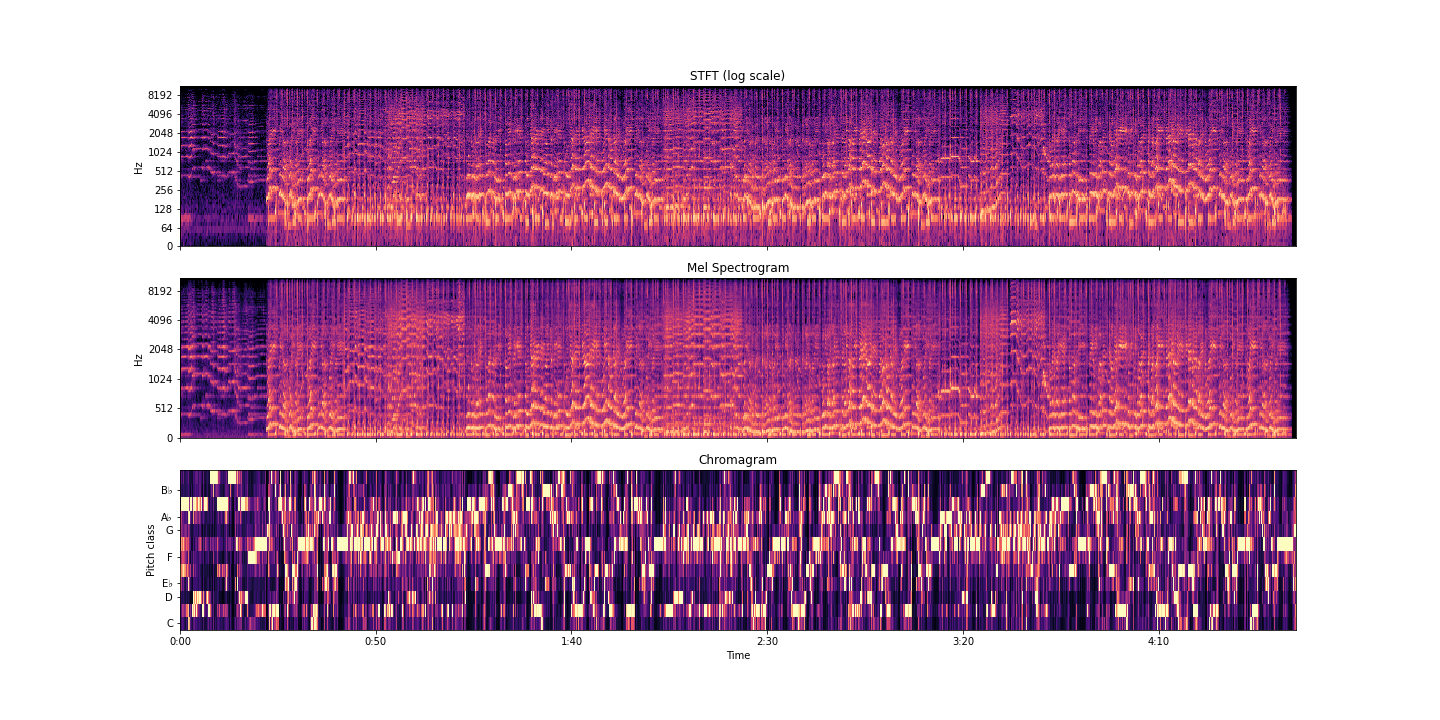 STFT (log scale)
8192
4096
2048
1024
512
256
128
64
0
Hz
Mel Spectrogram
8192
4096
2048
1024
512
0
Hz
Chromagram
B♭
A♭
G
F
E♭
D
C
Pitch class
0:00 0:50 1:40 2:30 3:20 4:10
Time